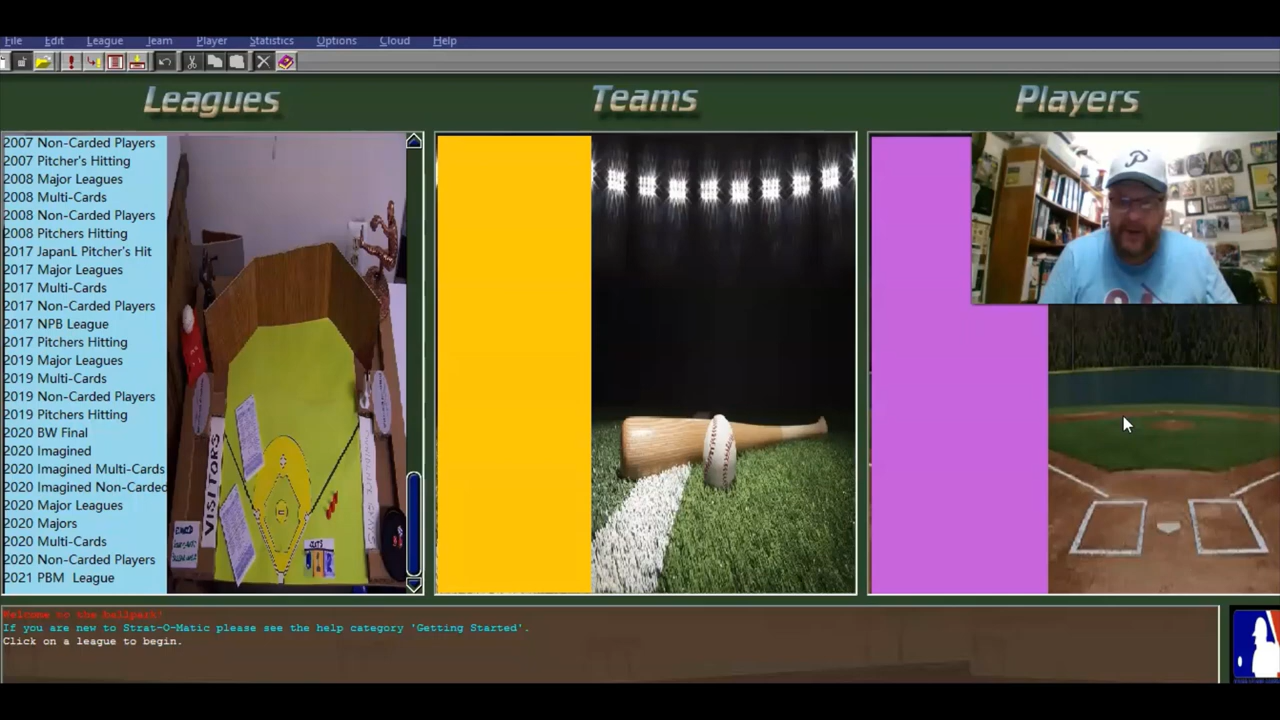 File Edit League Team Player Statistics Options Cloud Help
Leagues
Teams
Players
2007 Non-Carded Players
2007 Pitcher's Hitting
2008 Major Leagues
2008 Multi-Cards
2008 Non-Carded Players
2008 Pitchers Hitting
2017 JapanL Pitcher's Hit
2017 Major Leagues
2017 Multi-Cards
2017 Non-Carded Players
2017 NPB League
2017 Pitchers Hitting
2019 Major Leagues
2019 Multi-Cards
2019 Non-Carded Players
2019 Pitchers Hitting
2020 BW Final
2020 Imagined
2020 Imagined Multi-Cards
2020 Imagined Non-Carded
2020 Major Leagues
2020 Majors
2020 Multi-Cards
2020 Non-Carded Players
2021 PBM League
VISITORS
P
Welcome to the ballpark!
If you are new to Strat-O-Matic please see the help category 'Getting Started'.
Click on a league to begin.